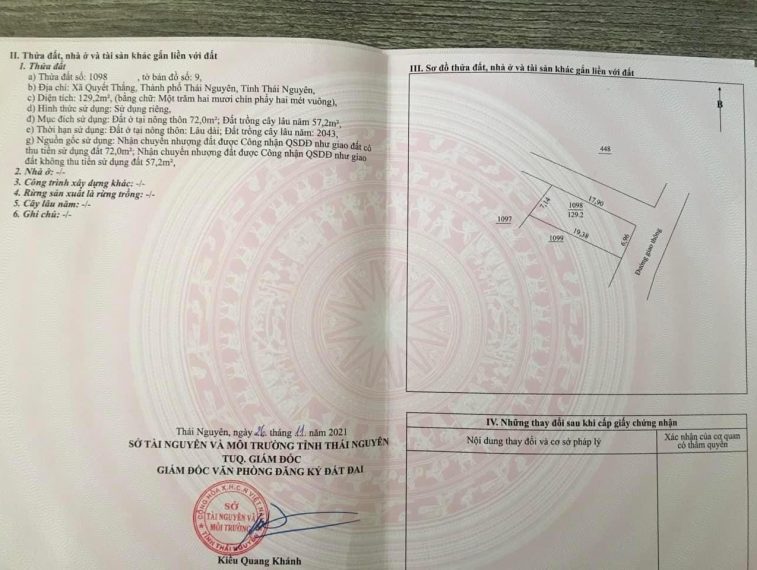 II. Thửa đất, nhà ở và tài sản khác gắn liền với đất
1. Thửa đất
a) Thửa đất số: 1098 , tờ bản đồ số: 9,
b) Địa chỉ: Xã Quyết Thắng, Thành phố Thái Nguyên, Tỉnh Thái Nguyên,
c) Diện tích: 129,2m², (bằng chữ: Một trăm hai mươi chín phẩy hai mét vuông),
d) Hình thức sử dụng: Sử dụng riêng,
đ) Mục đích sử dụng: Đất ở tại nông thôn 72,0m²; Đất trồng cây lâu năm 57,2m²,
e) Thời hạn sử dụng: Đất ở tại nông thôn: Lâu dài; Đất trồng cây lâu năm: 2043,
g) Nguồn gốc sử dụng: Nhận chuyển nhượng đất được Công nhận QSDĐ như giao đất có
thu tiền sử dụng đất 72,0m²; Nhận chuyển nhượng đất được Công nhận QSDĐ như giao
đất không thu tiền sử dụng đất 57,2m²,
2. Nhà ở: -/-
3. Công trình xây dựng khác: -/-
4. Rừng sản xuất là rừng trồng: -/-
5. Cây lâu năm: -/-
6. Ghi chú: -/-
Thái Nguyên, ngày 26 tháng 11 năm 2021
SỞ TÀI NGUYÊN VÀ MÔI TRƯỜNG TỈNH THÁI NGUYÊN
TUQ. GIÁM ĐỐC
GIÁM ĐỐC VĂN PHÒNG ĐĂNG KÝ ĐẤT ĐAI
CỘNG HÒA X.H.C.N VIỆT NAM
SỞ
TÀI NGUYÊN VÀ
MÔI TRƯỜNG
TỈNH THÁI NGUYÊN
Kiều Quang Khánh
III. Sơ đồ thửa đất, nhà ở và tài sản khác gắn liền với đất
B
448
7,14
17,90
1098
129.2
1097
1099
19,38
6,96
Đường giao thông
IV. Những thay đổi sau khi cấp giấy chứng nhận
Nội dung thay đổi và cơ sở pháp lý
Xác nhận của cơ quan
có thẩm quyền